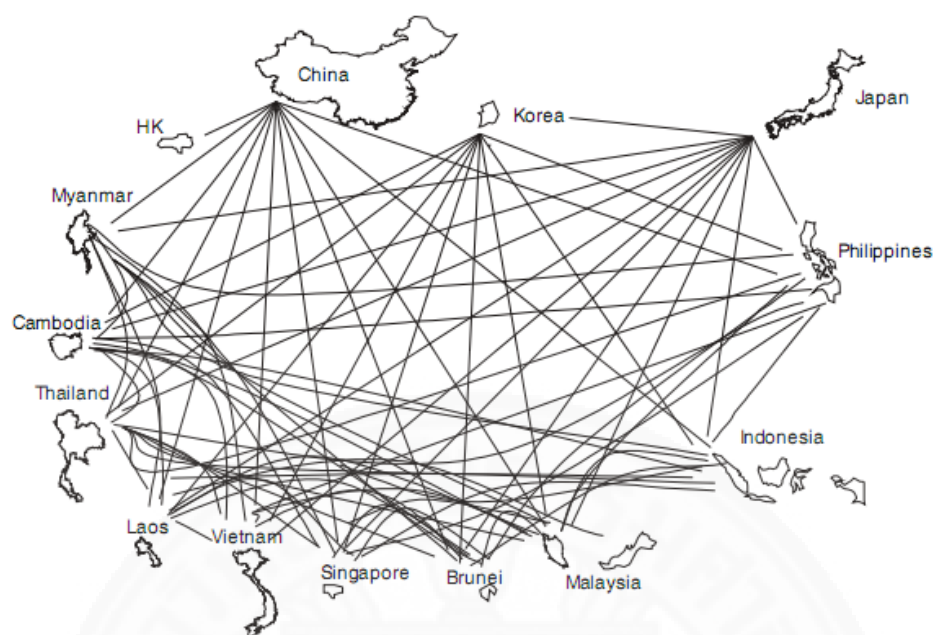 China
Korea
Japan
HK
Myanmar
Philippines
Cambodia
Thailand
Indonesia
Laos
Vietnam
Singapore
Brunei
Malaysia